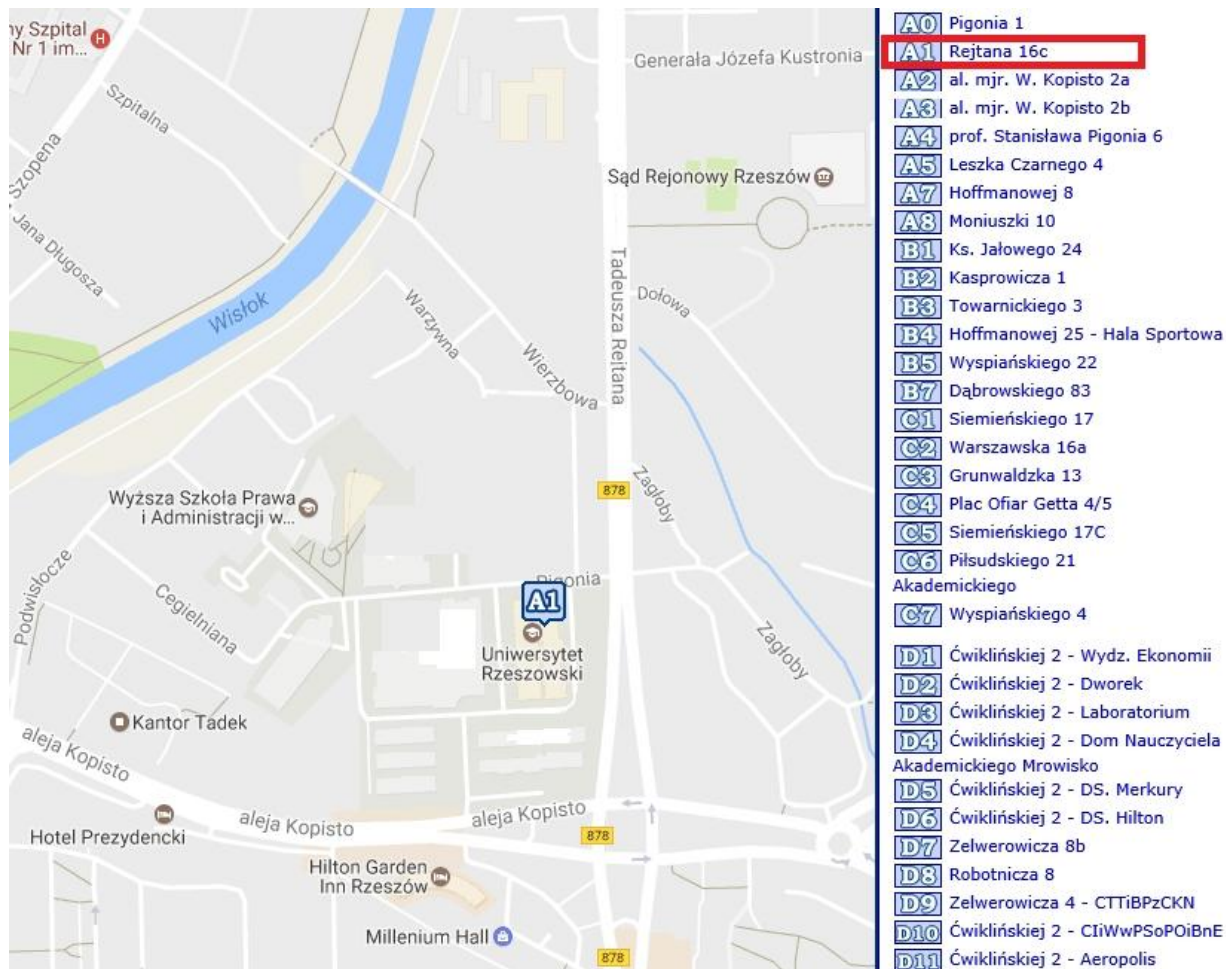 ny Szpital
Nr 1 im...
H
Generała Józefa Kustronia
Szpitalna
Szopena
Sąd Rejonowy Rzeszów
Jana Długosza
Tadeusza Rejtana
Wisłok
Dołowa
Warzywna
Wierzbowa
878
Zagłoby
Wyższa Szkoła Prawa
i Administracji w...
Podwisłocze
Cegielniana
Pigonia
A1
Uniwersytet
Rzeszowski
Zagłoby
Kantor Tadek
aleja Kopisto
aleja Kopisto
aleja Kopisto
878
Hotel Prezydencki
Hilton Garden
Inn Rzeszów
Millenium Hall
878
A0 Pigonia 1
A1 Rejtana 16c
A2 al. mjr. W. Kopisto 2a
A3 al. mjr. W. Kopisto 2b
A4 prof. Stanisława Pigonia 6
A5 Leszka Czarnego 4
A7 Hoffmanowej 8
A8 Moniuszki 10
B1 Ks. Jałowego 24
B2 Kasprowicza 1
B3 Towarnickiego 3
B4 Hoffmanowej 25 - Hala Sportowa
B5 Wyspiańskiego 22
B7 Dąbrowskiego 83
C1 Siemieńskiego 17
C2 Warszawska 16a
C3 Grunwaldzka 13
C4 Plac Ofiar Getta 4/5
C5 Siemieńskiego 17C
C6 Piłsudskiego 21
Akademickiego
C7 Wyspiańskiego 4
D1 Ćwiklińskiej 2 - Wydz. Ekonomii
D2 Ćwiklińskiej 2 - Dworek
D3 Ćwiklińskiej 2 - Laboratorium
D4 Ćwiklińskiej 2 - Dom Nauczyciela
Akademickiego Mrowisko
D5 Ćwiklińskiej 2 - DS. Merkury
D6 Ćwiklińskiej 2 - DS. Hilton
D7 Zelwerowicza 8b
D8 Robotnicza 8
D9 Zelwerowicza 4 - CTTiBPzCKN
D10 Ćwiklińskiej 2 - CIiWwPSoPOiBnE
D11 Ćwiklińskiej 2 - Aeropolis